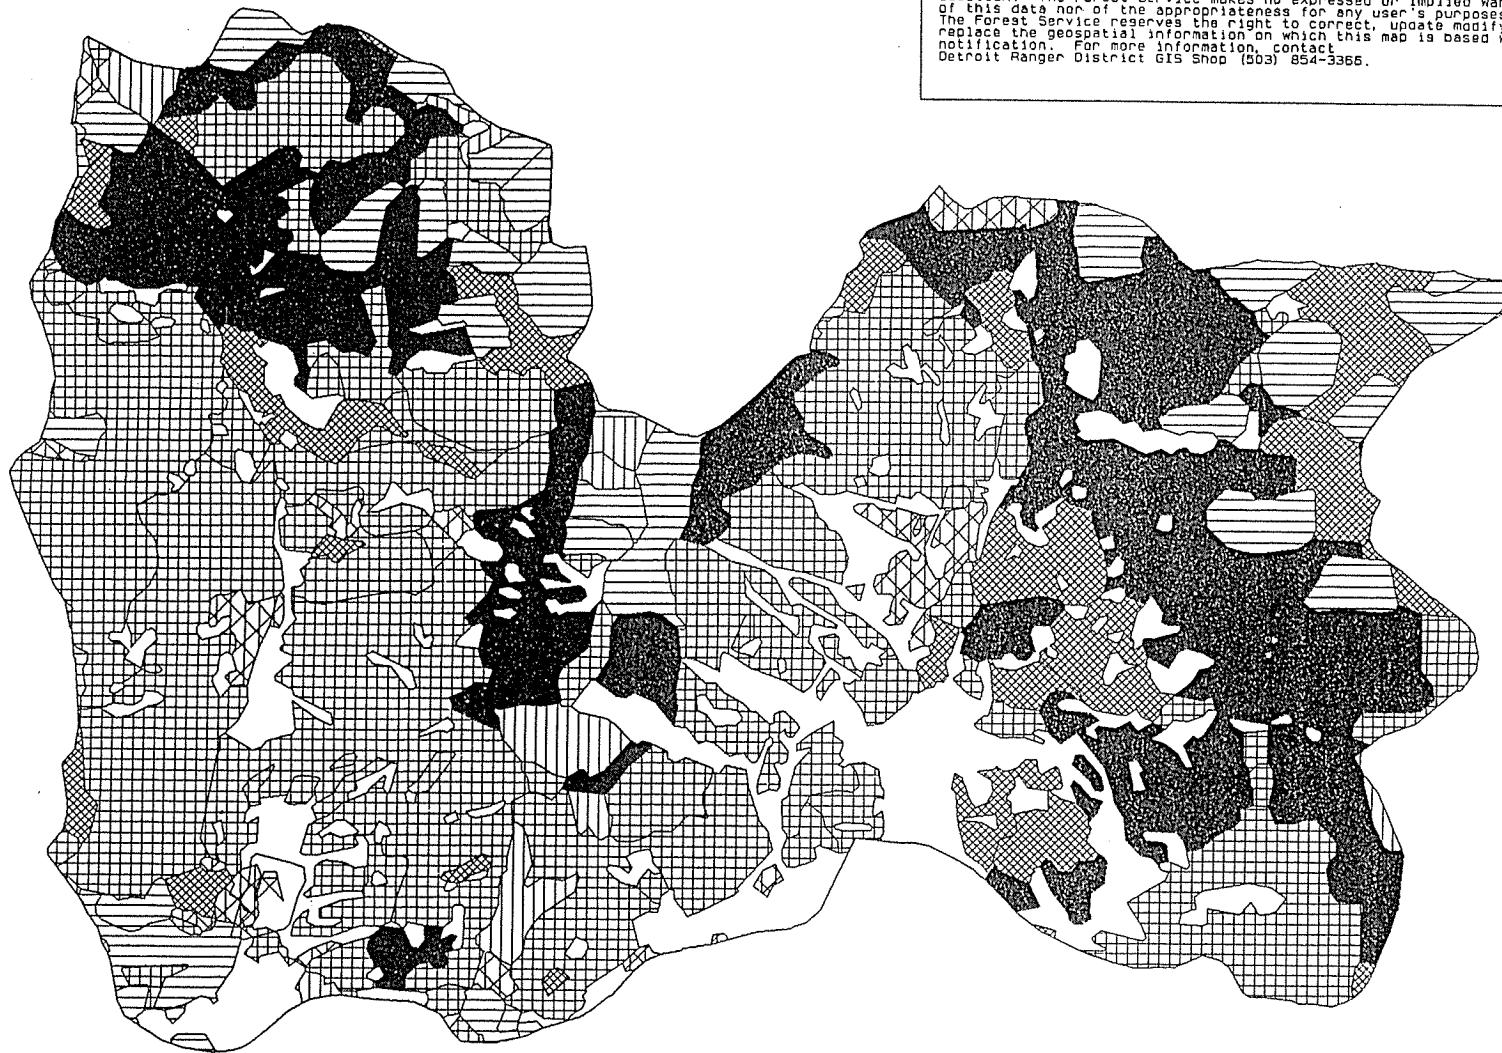 of this data nor of the appropriateness for any user's purposes
The Forest Service reserves the right to correct, update modify
replace the geospatial information on which this map is based
notification. For more information, contact
Detroit Ranger District GIS Shop (503) 854-3366.